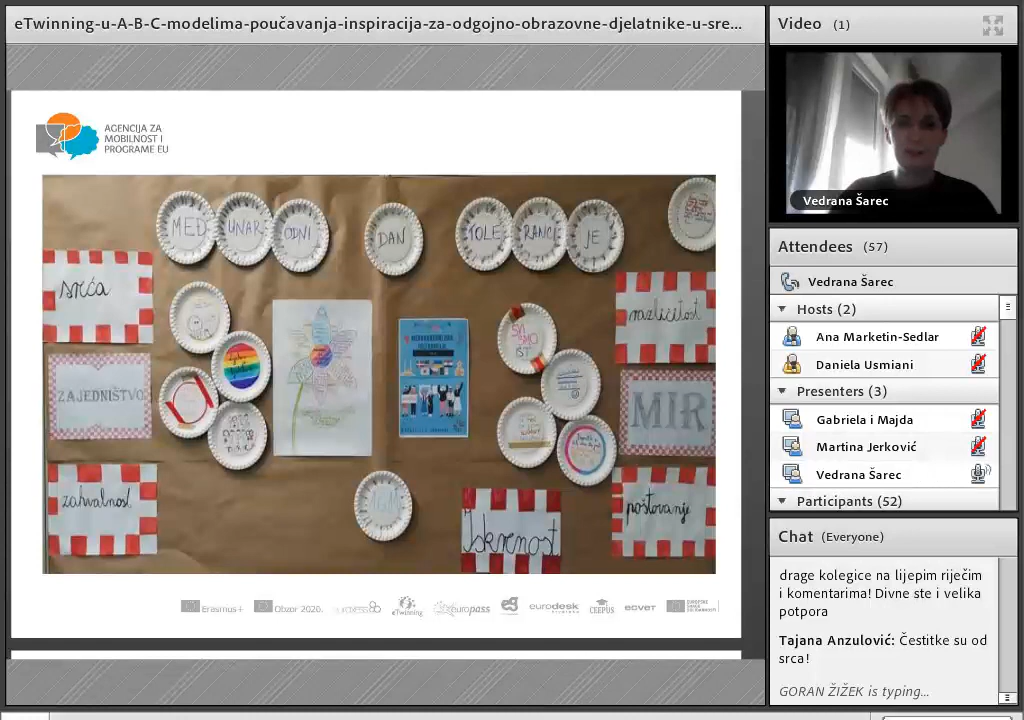 eTwinning-u-A-B-C-modelima-poučavanja-inspiracija-za-odgojno-obrazovne-djelatnike-u-sre...
AGENCIJA ZA
MOBILNOST I
PROGRAME EU
MEĐ UNAR ODNI DAN TOLE RANCI JE
srća
različitost
ZAJEDNIŠTVO
MIR
zahvalnost
Iskrenost
poštovanje
Erasmus+ Obzor 2020. euraxess eTwinning europass eurodesk CEEPUS ecvet
Video (1)
Vedrana Šarec
Attendees (57)
Vedrana Šarec
Hosts (2)
Ana Marketin-Sedlar
Daniela Usmiani
Presenters (3)
Gabriela i Majda
Martina Jerković
Vedrana Šarec
Participants (52)
Chat (Everyone)
drage kolegice na lijepim riječim
i komentarima! Divne ste i velika
potpora
Tajana Anzulović: Čestitke su od
srca!
GORAN ŽIŽEK is typing...